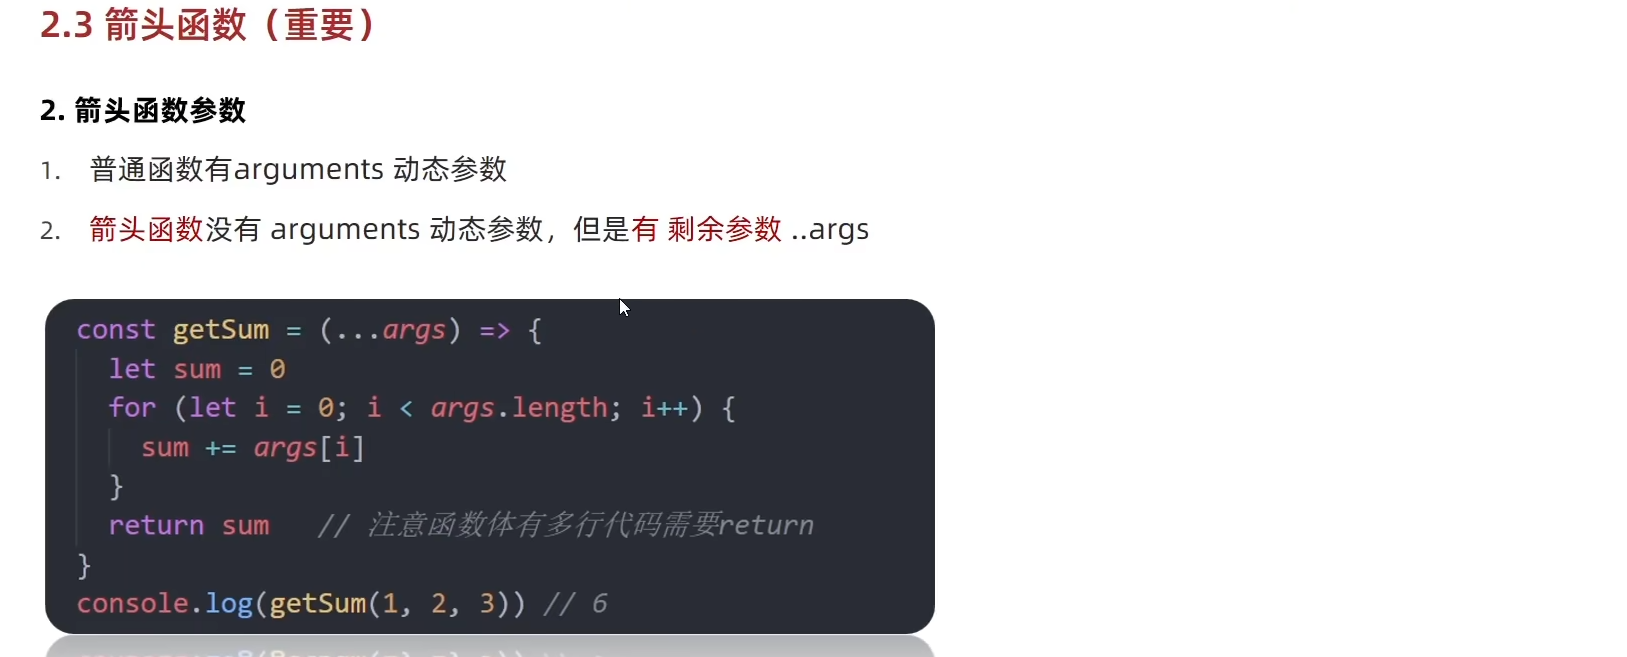 2.3 箭头函数（重要）
2. 箭头函数参数
1. 普通函数有arguments 动态参数
2. 箭头函数没有 arguments 动态参数，但是有 剩余参数 ..args
const getSum = (...args) => {
  let sum = 0
  for (let i = 0; i < args.length; i++) {
    sum += args[i]
  }
  return sum   // 注意函数体有多行代码需要return
}
console.log(getSum(1, 2, 3)) // 6